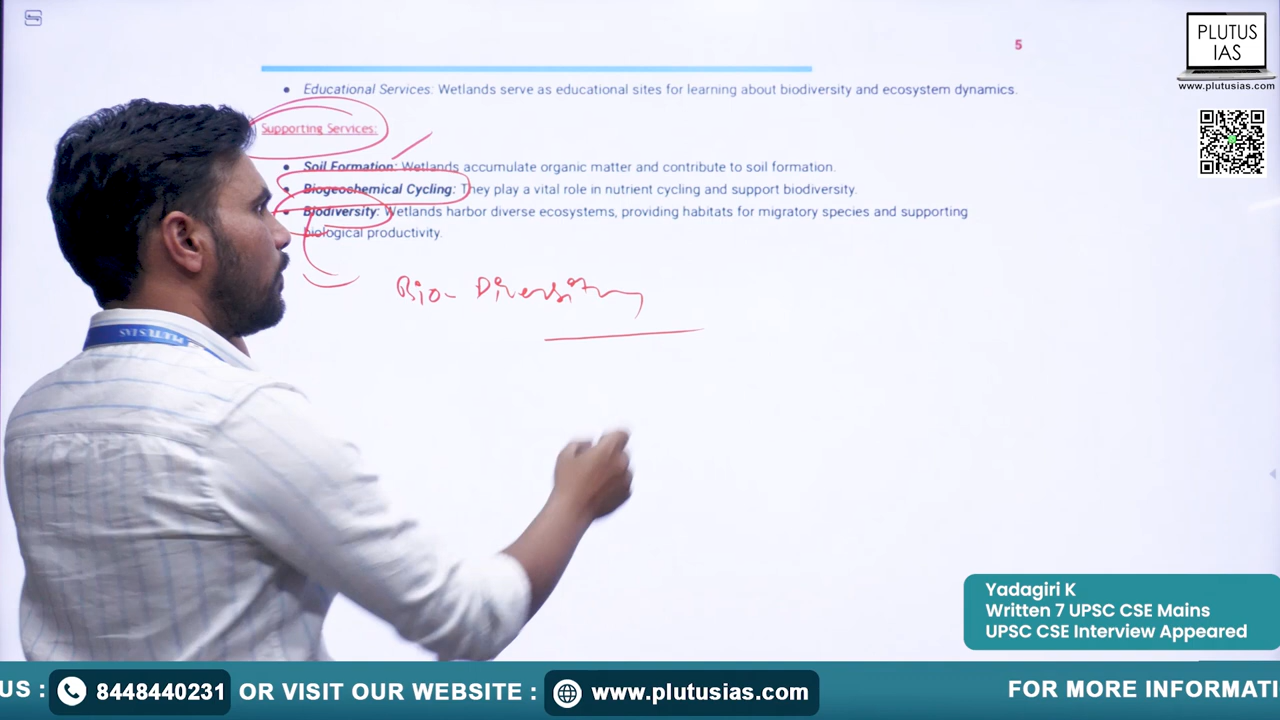 5
PLUTUS
IAS
www.plutusias.com
• Educational Services: Wetlands serve as educational sites for learning about biodiversity and ecosystem dynamics.
Supporting Services:
• Soil Formation: Wetlands accumulate organic matter and contribute to soil formation.
• Biogeochemical Cycling: They play a vital role in nutrient cycling and support biodiversity.
• Biodiversity: Wetlands harbor diverse ecosystems, providing habitats for migratory species and supporting
biological productivity.
Bio-Diversity
Yadagiri K
Written 7 UPSC CSE Mains
UPSC CSE Interview Appeared
US : 8448440231 OR VISIT OUR WEBSITE : www.plutusias.com FOR MORE INFORMATI